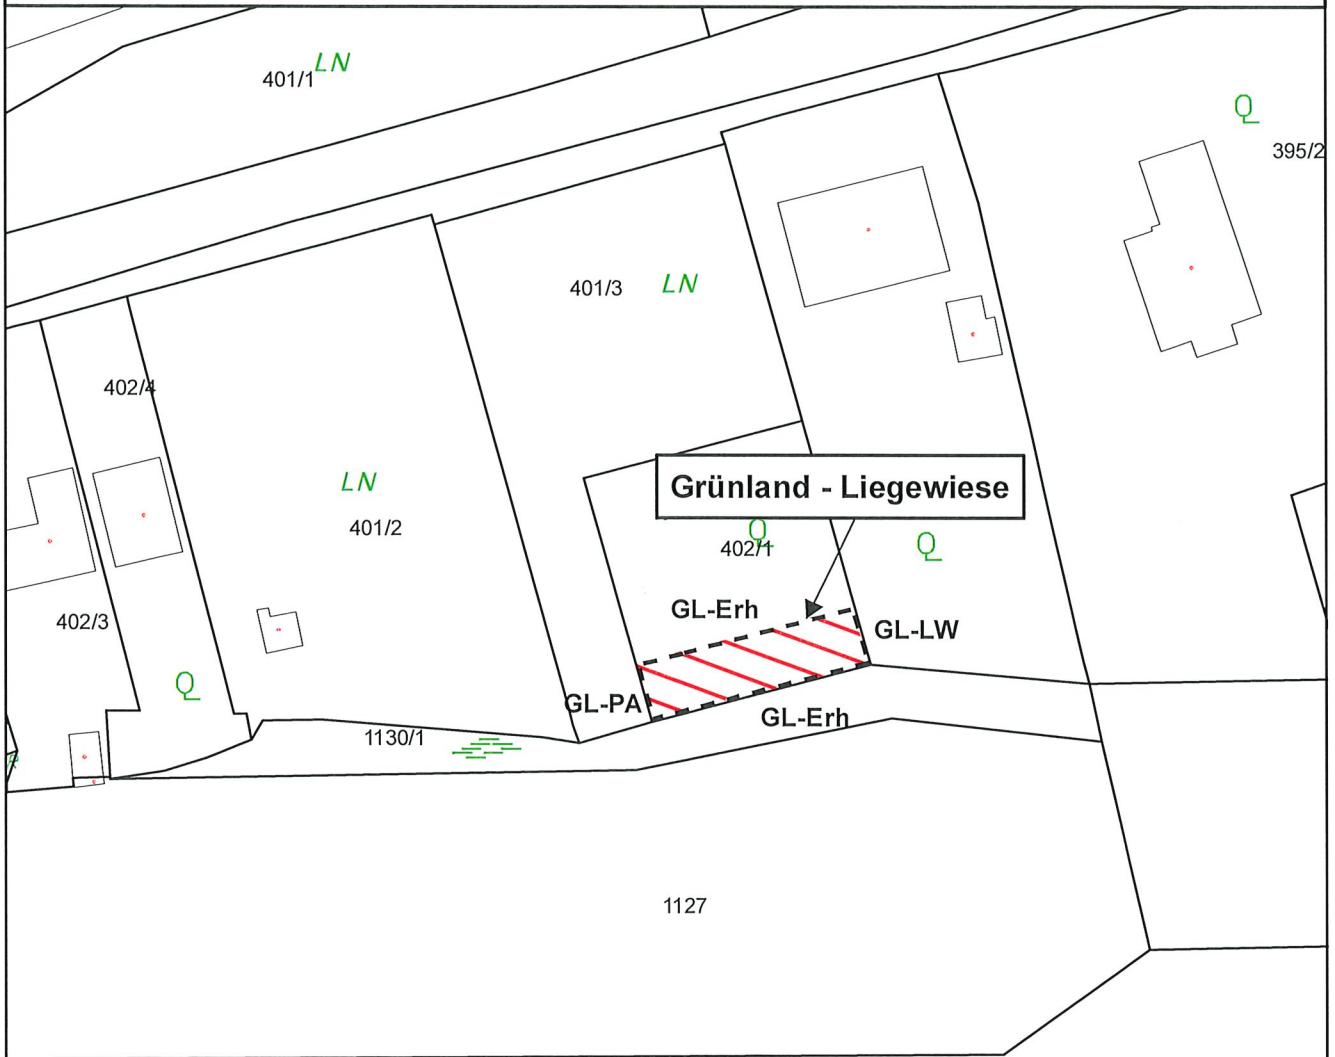 LN
401/1
Q
395/2
401/3
LN
402/4
LN
401/2
Grünland - Liegewiese
Q
402/1
Q
GL-Erh
402/3
GL-LW
Q
GL-PA
GL-Erh
1130/1
1127